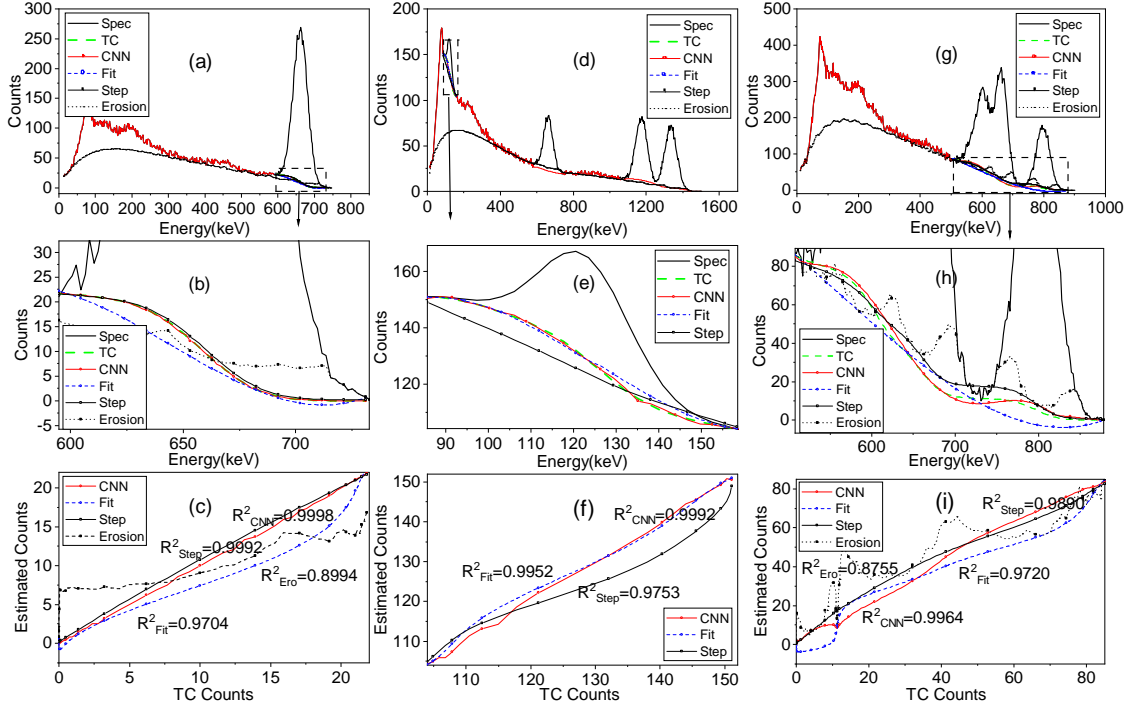 300
250
200
150
100
50
0
Counts
0 100 200 300 400 500 600 700 800
Energy(keV)
Spec
TC
CNN
Fit
Step
Erosion
(a)
200
150
100
50
0
Counts
0 400 800 1200 1600
Energy(keV)
Spec
TC
CNN
Fit
Step
Erosion
(d)
500
400
300
200
100
0
Counts
0 200 400 600 800 1000
Energy(keV)
Spec
TC
CNN
Fit
Step
Erosion
(g)
30
25
20
15
10
5
0
-5
Counts
600 650 700
Energy(keV)
Spec
TC
CNN
Fit
Step
Erosion
(b)
160
140
120
Counts
90 100 110 120 130 140 150
Energy(keV)
Spec
TC
CNN
Fit
Step
(e)
80
60
40
20
0
Counts
600 700 800
Energy(keV)
Spec
TC
CNN
Fit
Step
Erosion
(h)
20
15
10
5
0
Estimated Counts
0 5 10 15 20
TC Counts
CNN
Fit
Step
Erosion
(c)
R²CNN=0.9998
R²Step=0.9992
R²Ero=0.8994
R²Fit=0.9704
150
140
130
120
110
Estimated Counts
110 120 130 140 150
TC Counts
CNN
Fit
Step
(f)
R²CNN=0.9992
R²Fit=0.9952
R²Step=0.9753
80
60
40
20
0
Estimated Counts
0 20 40 60 80
TC Counts
CNN
Fit
Step
Erosion
(i)
R²Step=0.9890
R²Ero=0.8755
R²Fit=0.9720
R²CNN=0.9964